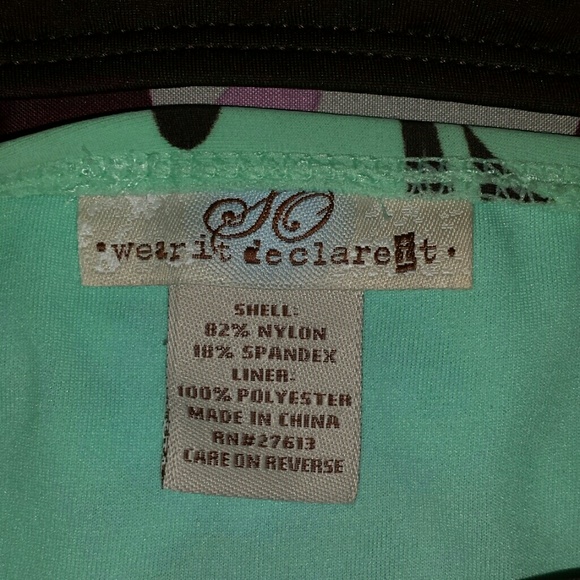 SO
•wear it declare it•
SHELL:
82% NYLON
18% SPANDEX
LINER:
100% POLYESTER
MADE IN CHINA
RN#27613
CARE ON REVERSE